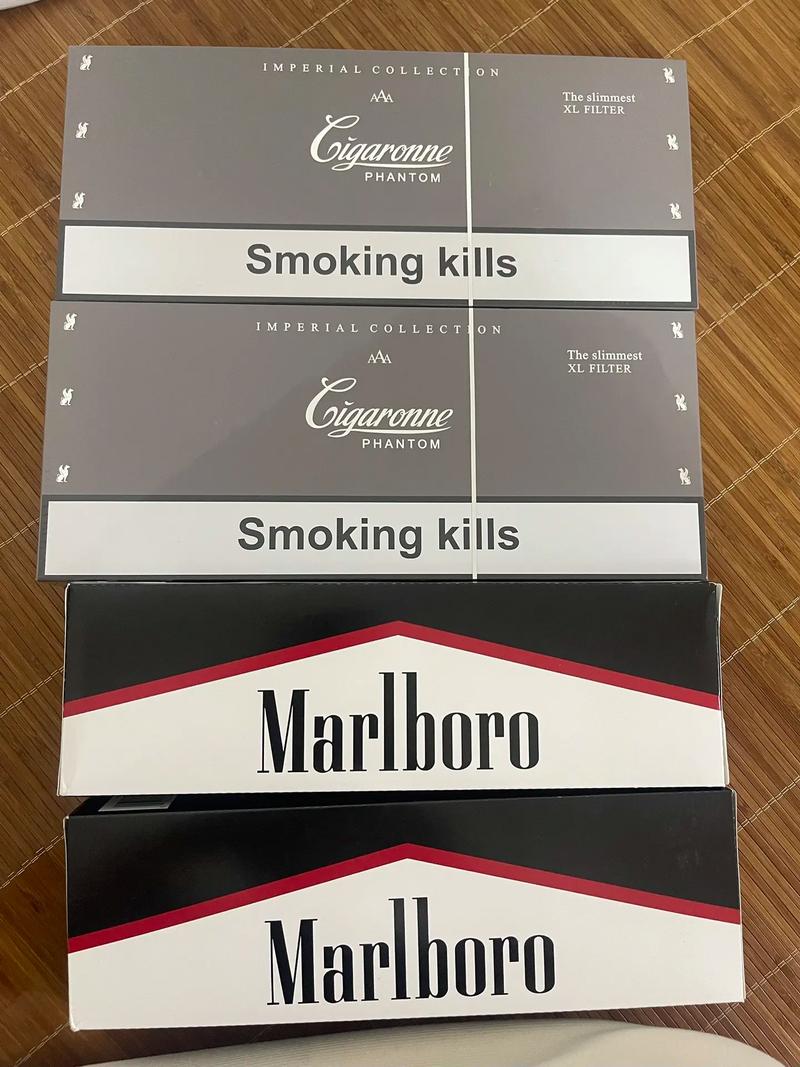 IMPERIAL COLLECTION
AAA
The slimmest
XL FILTER
Cigaronne
PHANTOM
Smoking kills
IMPERIAL COLLECTION
AAA
The slimmest
XL FILTER
Cigaronne
PHANTOM
Smoking kills
Marlboro
Marlboro